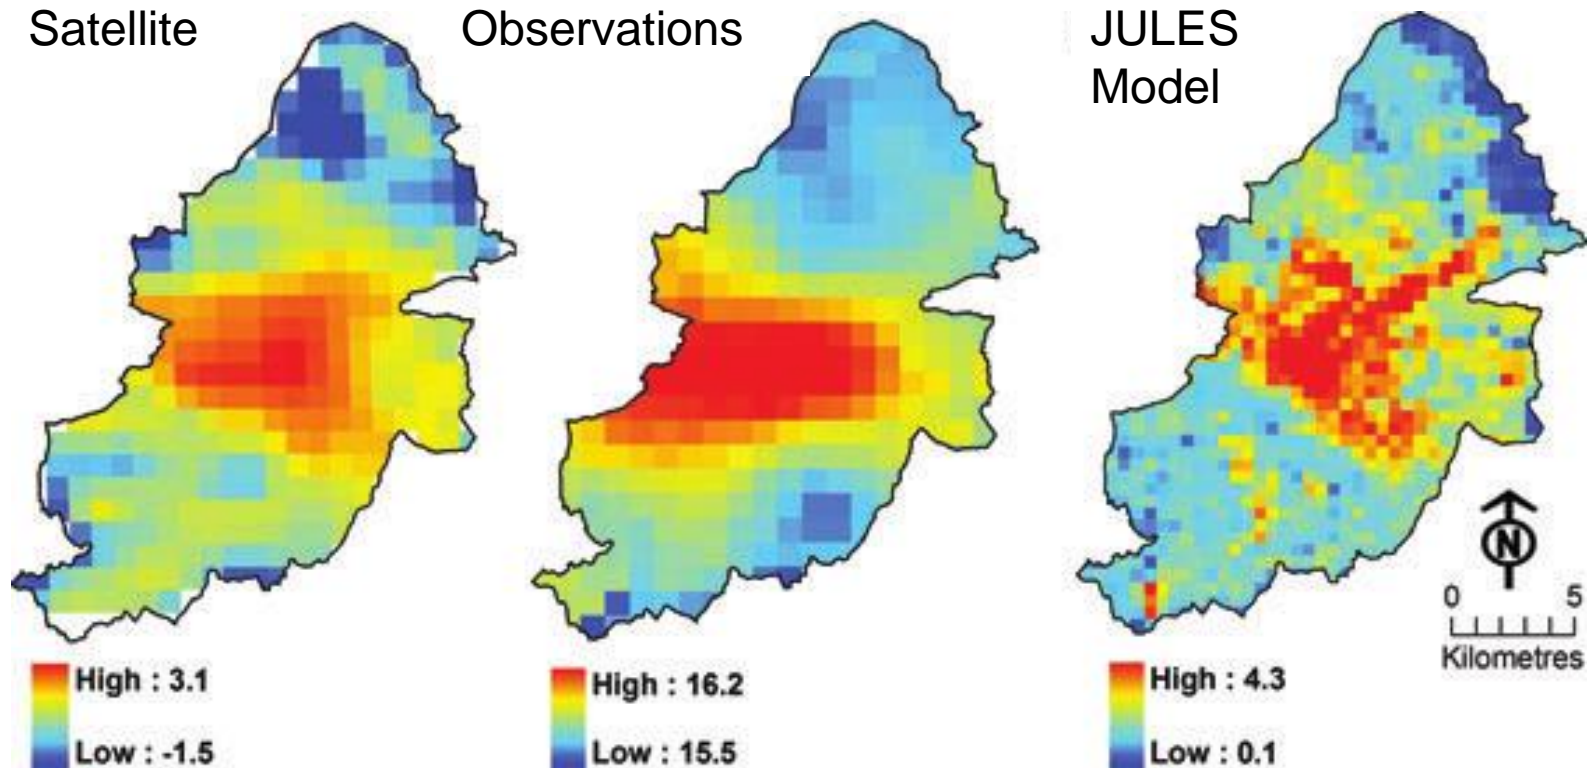 Satellite
Observations
JULES
Model
N
0 5
Kilometres
High : 3.1
Low : -1.5
High : 16.2
Low : 15.5
High : 4.3
Low : 0.1